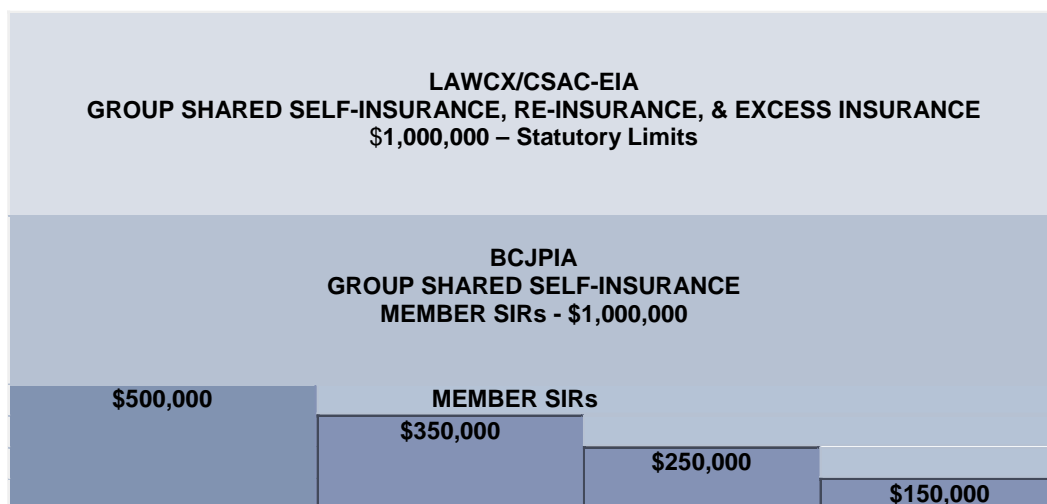 LAWCX/CSAC-EIA
GROUP SHARED SELF-INSURANCE, RE-INSURANCE, & EXCESS INSURANCE
$1,000,000 – Statutory Limits
BCJPIA
GROUP SHARED SELF-INSURANCE
MEMBER SIRs - $1,000,000
$500,000
MEMBER SIRs
$350,000
$250,000
$150,000